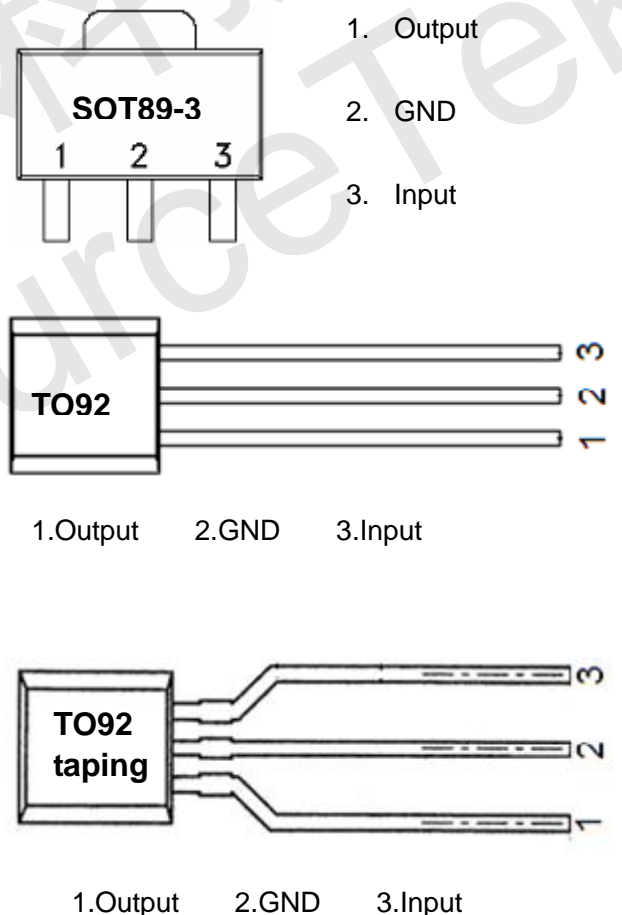 1. Output
SOT89-3
2. GND
1 2 3
3. Input
3
TO92
2
1
1.Output 2.GND 3.Input
3
TO92
taping
2
1
1.Output 2.GND 3.Input